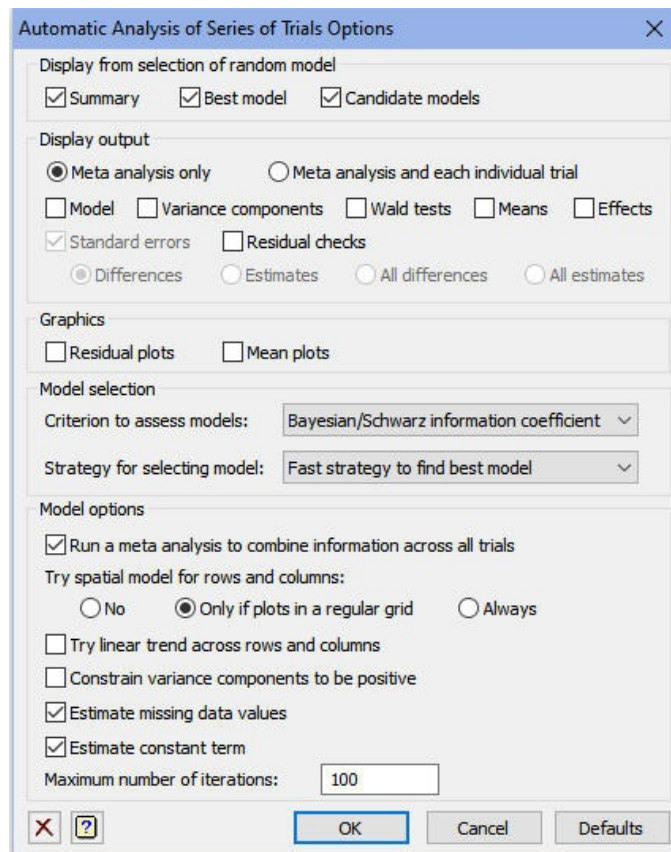 Automatic Analysis of Series of Trials Options
Display from selection of random model
Summary Best model Candidate models
Display output
Meta analysis only Meta analysis and each individual trial
Model Variance components Wald tests Means Effects
Standard errors Residual checks
Differences Estimates All differences All estimates
Graphics
Residual plots Mean plots
Model selection
Criterion to assess models: Bayesian/Schwarz information coefficient
Strategy for selecting model: Fast strategy to find best model
Model options
Run a meta analysis to combine information across all trials
Try spatial model for rows and columns:
No Only if plots in a regular grid Always
Try linear trend across rows and columns
Constrain variance components to be positive
Estimate missing data values
Estimate constant term
Maximum number of iterations: 100
? OK Cancel Defaults